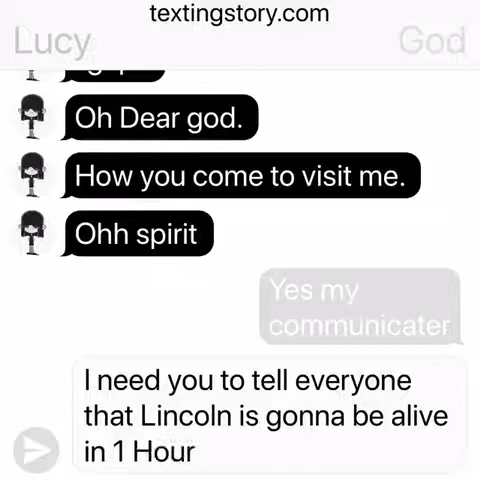 textingstory.com
Lucy
God
Oh Dear god.
How you come to visit me.
Ohh spirit
Yes my
communicater
I need you to tell everyone
that Lincoln is gonna be alive
in 1 Hour